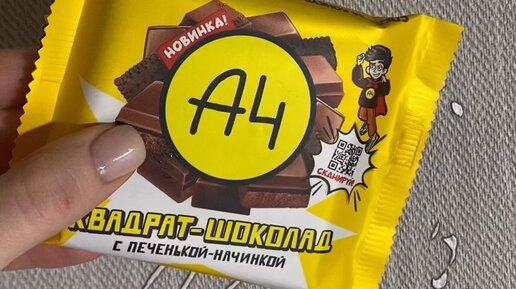 НОВИНКА!
А4
СКАНИРУЙ
КВАДРАТ-ШОКОЛАД
С ПЕЧЕНЬКОЙ-НАЧИНКОЙ